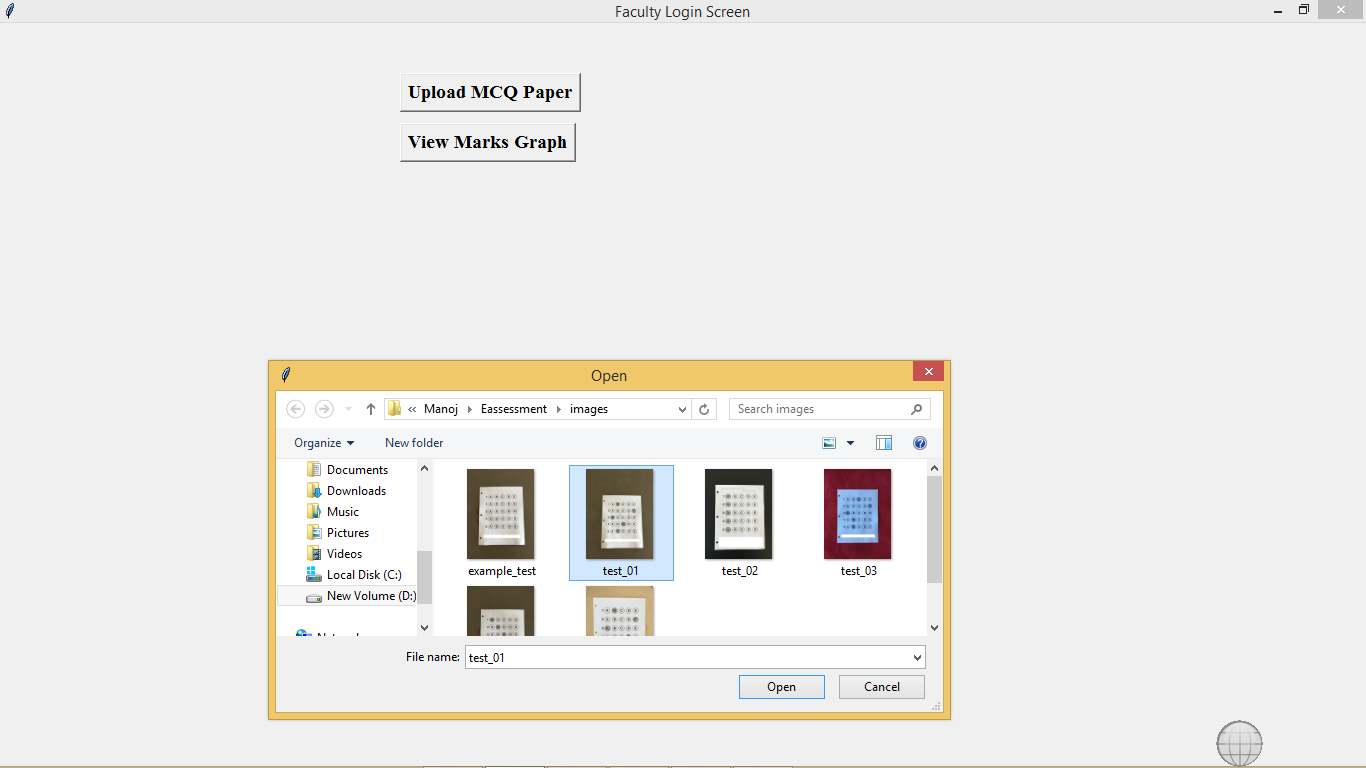 Faculty Login Screen
Upload MCQ Paper
View Marks Graph
Open
« Manoj Eassessment images
Search images
Organize New folder
Documents
Downloads
Music
Pictures
Videos
Local Disk (C:)
New Volume (D:)
example_test test_01 test_02 test_03
File name: test_01
Open Cancel